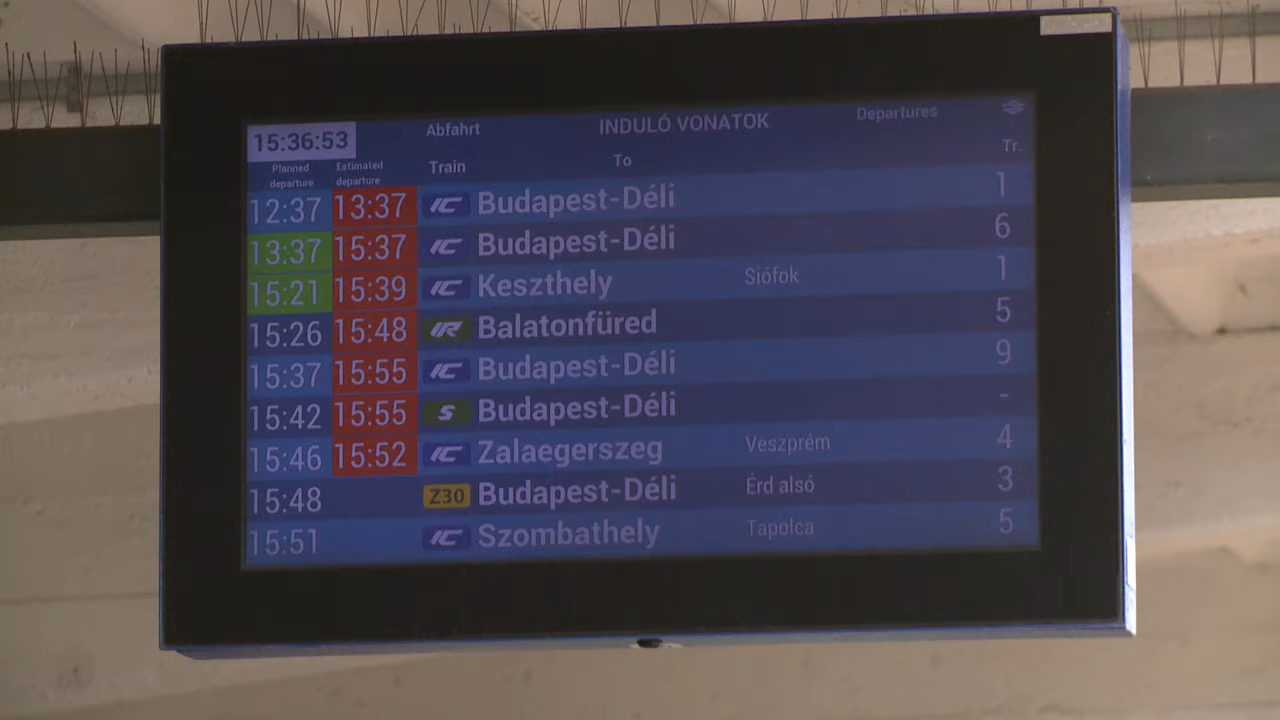 15:36:53 Abfahrt INDULÓ VONATOK Departures
Planned departure Estimated departure Train To Tr.
12:37 13:37 IC Budapest-Déli 1
13:37 15:37 IC Budapest-Déli 6
15:21 15:39 IC Keszthely Siófok 1
15:26 15:48 IR Balatonfüred 5
15:37 15:55 IC Budapest-Déli 9
15:42 15:55 S Budapest-Déli -
15:46 15:52 IC Zalaegerszeg Veszprém 4
15:48 Z30 Budapest-Déli Érd alsó 3
15:51 IC Szombathely Tapolca 5